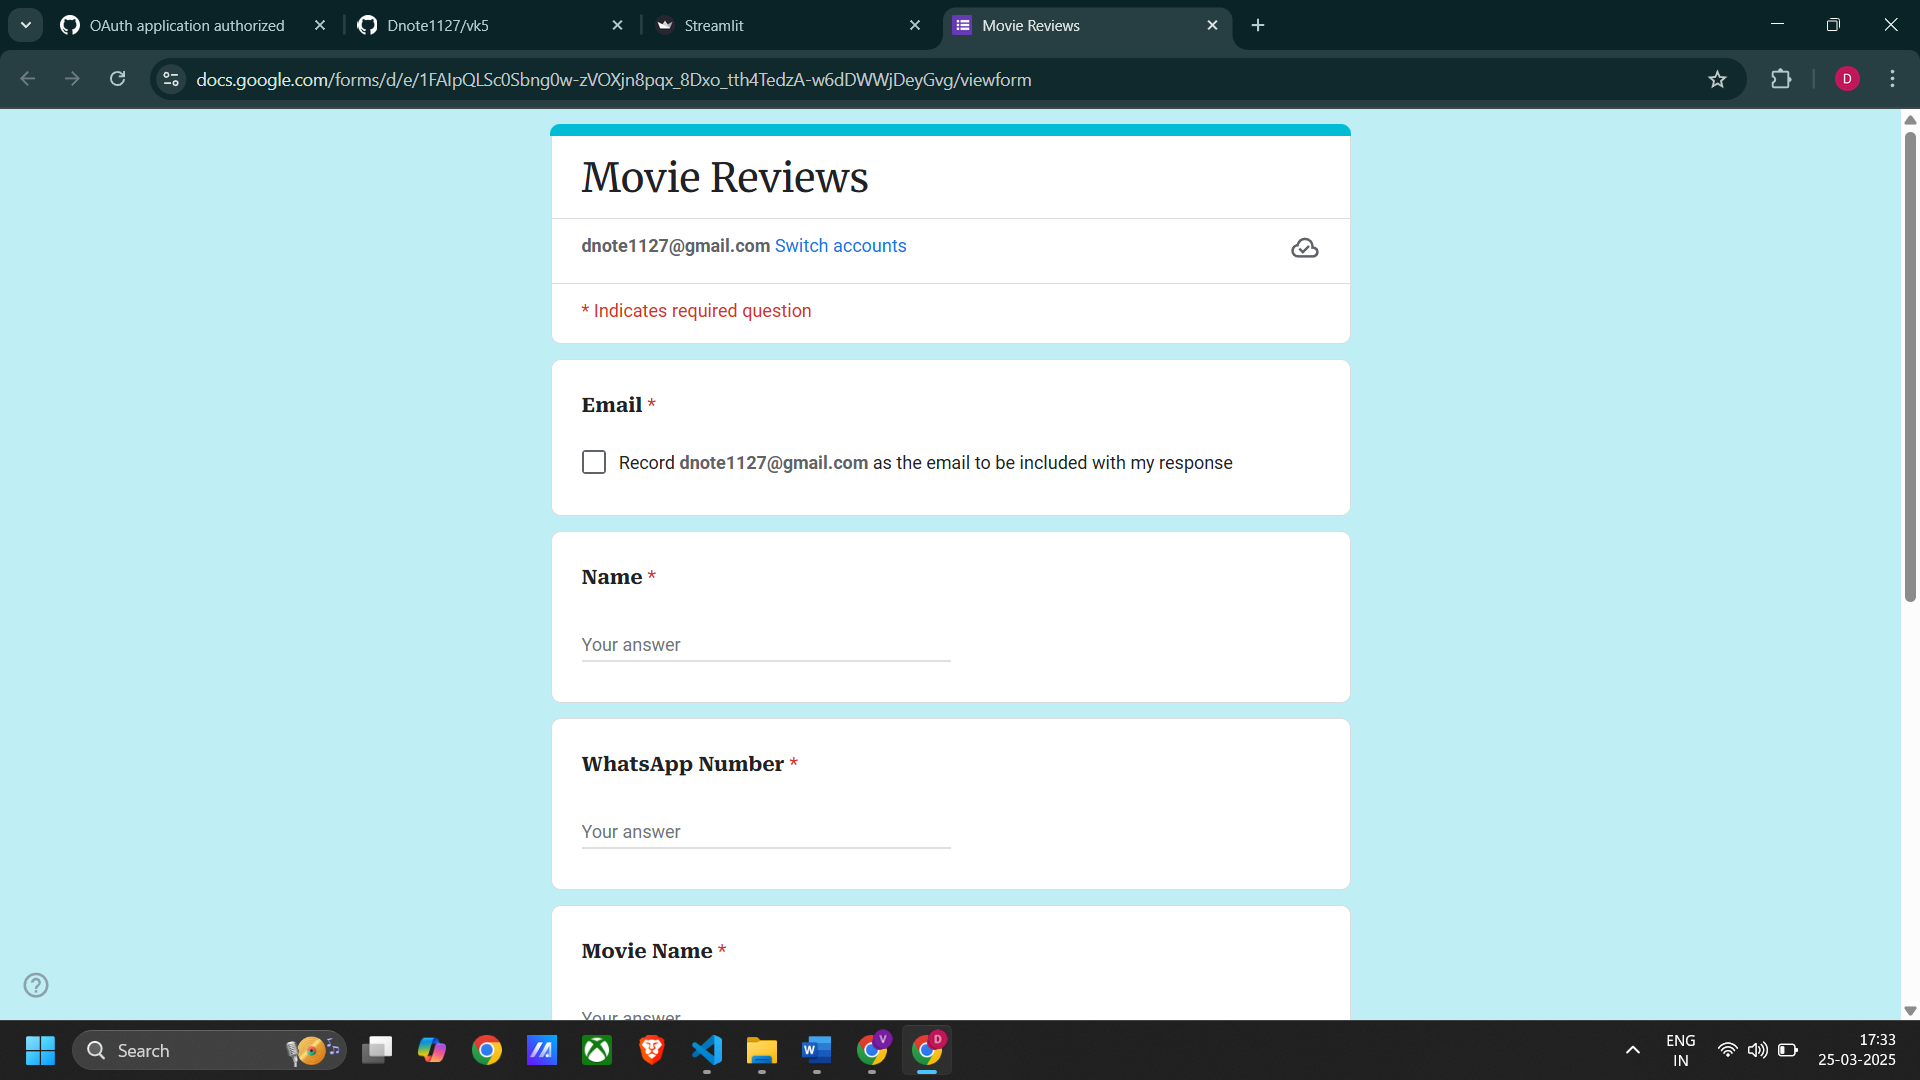 OAuth application authorized
Dnote1127/vk5
Streamlit
Movie Reviews
docs.google.com/forms/d/e/1FAIpQLSc0Sbng0w-zVOXjn8pqx_8Dxo_tth4TedzA-w6dDWWjDeyGvg/viewform
D
Movie Reviews
dnote1127@gmail.com Switch accounts
* Indicates required question
Email *
Record dnote1127@gmail.com as the email to be included with my response
Name *
Your answer
WhatsApp Number *
Your answer
Movie Name *
Your answer
Search
V
D
ENG
IN
17:33
25-03-2025